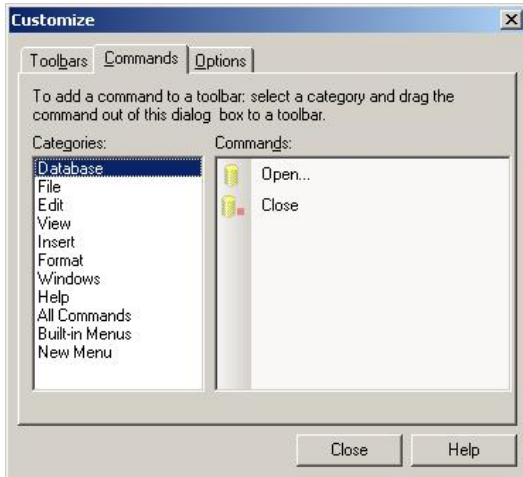 Customize
Toolbars Commands Options
To add a command to a toolbar: select a category and drag the
command out of this dialog box to a toolbar.
Categories:
Commands:
Database
File
Edit
View
Insert
Format
Windows
Help
All Commands
Built-in Menus
New Menu
Open...
Close
Close Help